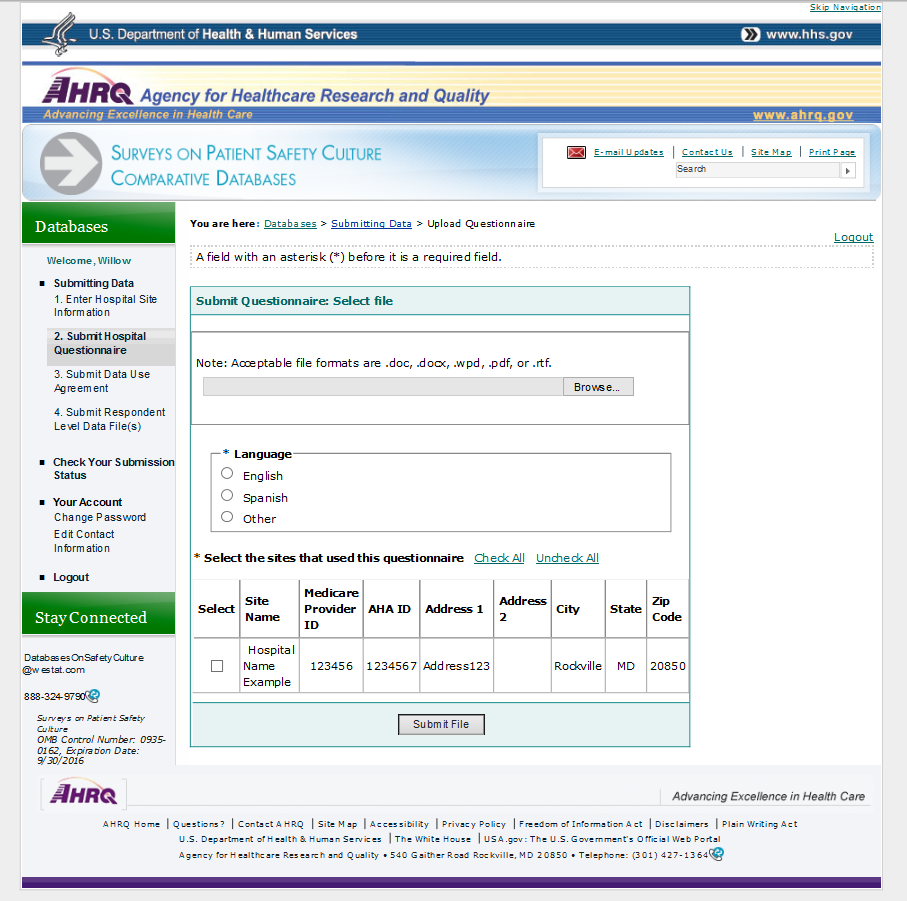 Skip Navigation
U.S. Department of Health & Human Services
www.hhs.gov
AHRQ Agency for Healthcare Research and Quality
Advancing Excellence in Health Care
www.ahrq.gov
SURVEYS ON PATIENT SAFETY CULTURE
COMPARATIVE DATABASES
E-mail Updates | Contact Us | Site Map | Print Page
Search
Databases
Welcome, Willow
Submitting Data
1. Enter Hospital Site
Information
2. Submit Hospital
Questionnaire
3. Submit Data Use
Agreement
4. Submit Respondent
Level Data File(s)
Check Your Submission
Status
Your Account
Change Password
Edit Contact
Information
Logout
Stay Connected
DatabasesOnSafetyCulture
@westat.com
888-324-9790
Surveys on Patient Safety
Culture
OMB Control Number: 0935-
0162, Expiration Date:
9/30/2016
You are here: Databases > Submitting Data > Upload Questionnaire
Logout
A field with an asterisk (*) before it is a required field.
Submit Questionnaire: Select file
Note: Acceptable file formats are .doc, .docx, .wpd, .pdf, or .rtf.
Browse...
* Language
English
Spanish
Other
* Select the sites that used this questionnaire Check All Uncheck All
Select Site Name Medicare Provider ID AHA ID Address 1 Address 2 City State Zip Code
Hospital Name Example 123456 1234567 Address123 Rockville MD 20850
Submit File
AHRQ
Advancing Excellence in Health Care
AHRQ Home | Questions? | Contact AHRQ | Site Map | Accessibility | Privacy Policy | Freedom of Information Act | Disclaimers | Plain Writing Act
U.S. Department of Health & Human Services | The White House | USA.gov: The U.S. Government's Official Web Portal
Agency for Healthcare Research and Quality • 540 Gaither Road Rockville, MD 20850 • Telephone: (301) 427-1364